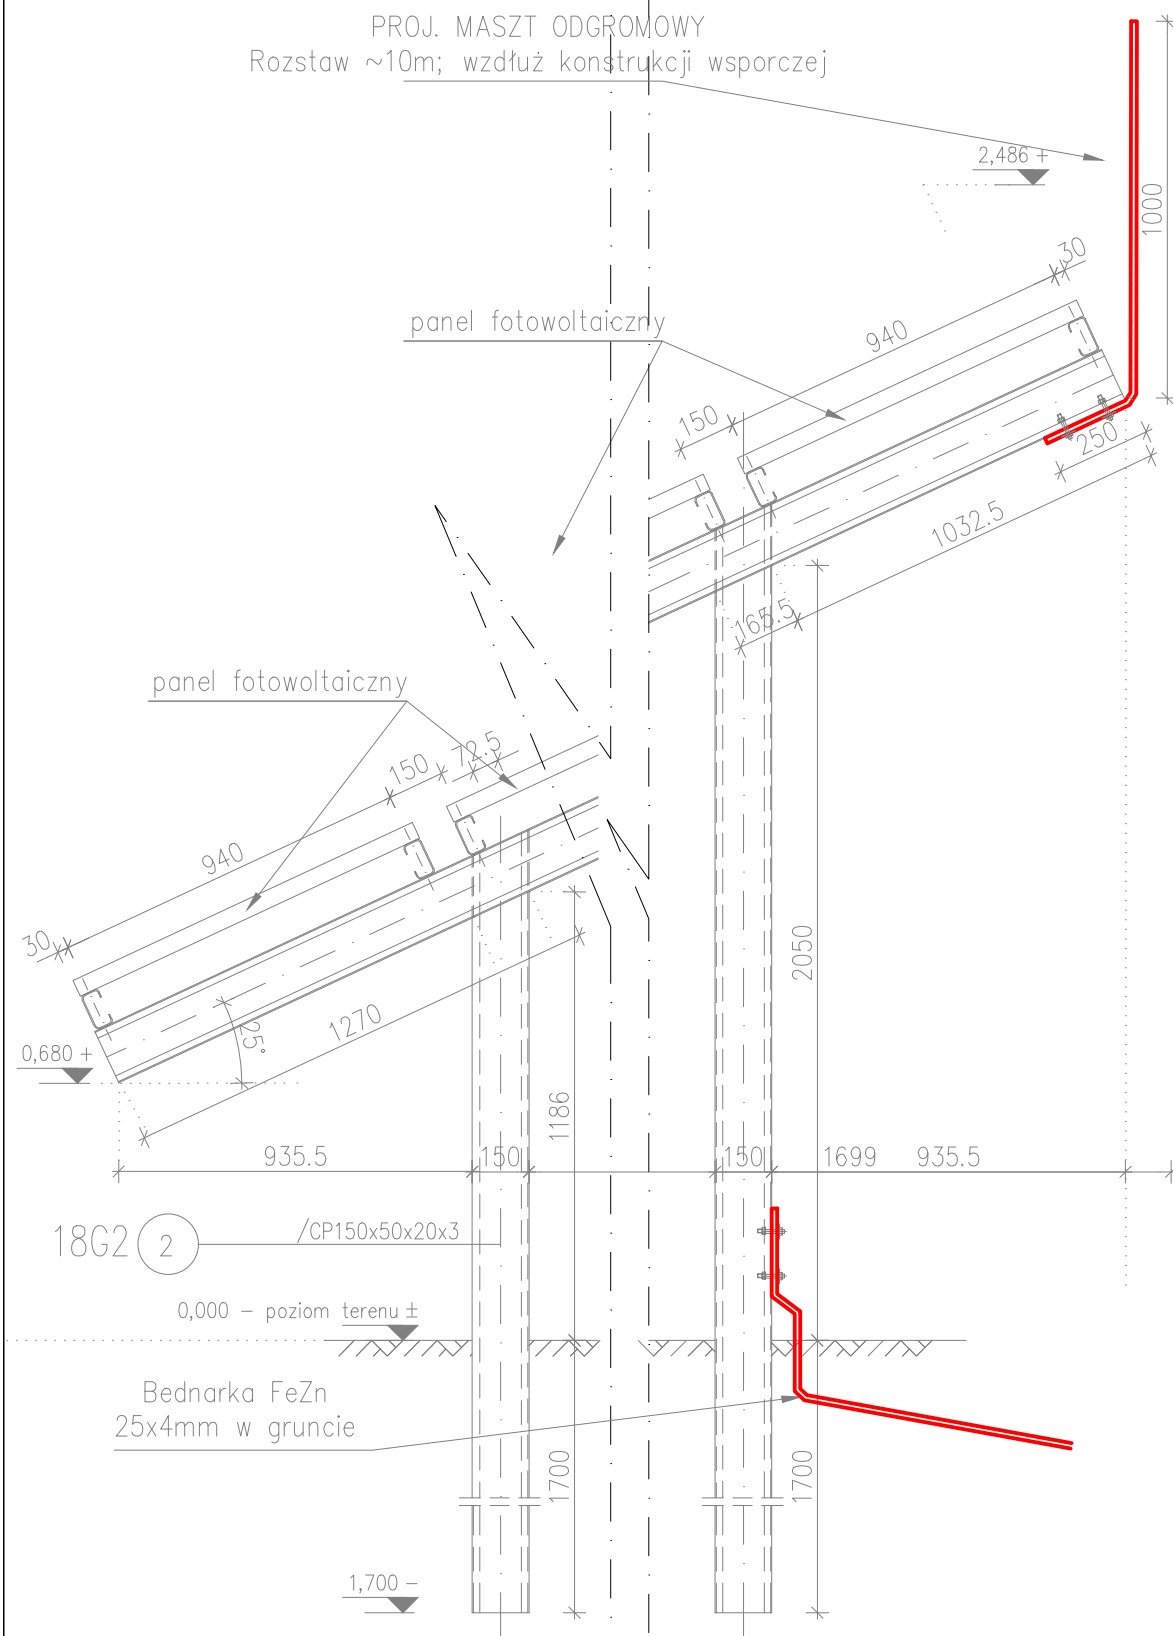 PROJ. MASZT ODGROMOWY
Rozstaw ~10m; wzdłuż konstrukcji wsporczej
2,486 +
1000
30
panel fotowoltaiczny
940
150
250
1032.5
165.5
panel fotowoltaiczny
72.5
150
940
30
2050
1270
25°
0,680 +
1186
935.5
150
150
1699
935.5
18G2
2
/CP150x50x20x3
0,000 – poziom terenu ±
Bednarka FeZn
25x4mm w gruncie
1700
1700
1,700 –